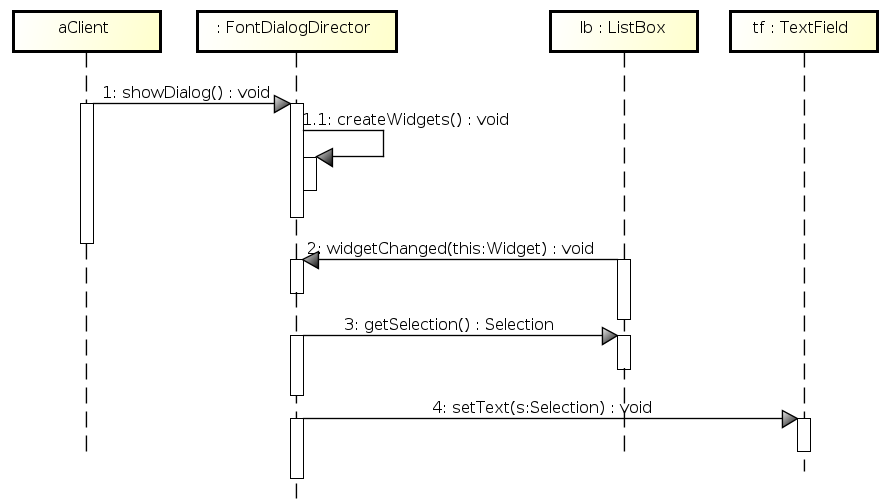 aClient
: FontDialogDirector
lb : ListBox
tf : TextField
1: showDialog() : void
1.1: createWidgets() : void
2: widgetChanged(this:Widget) : void
3: getSelection() : Selection
4: setText(s:Selection) : void